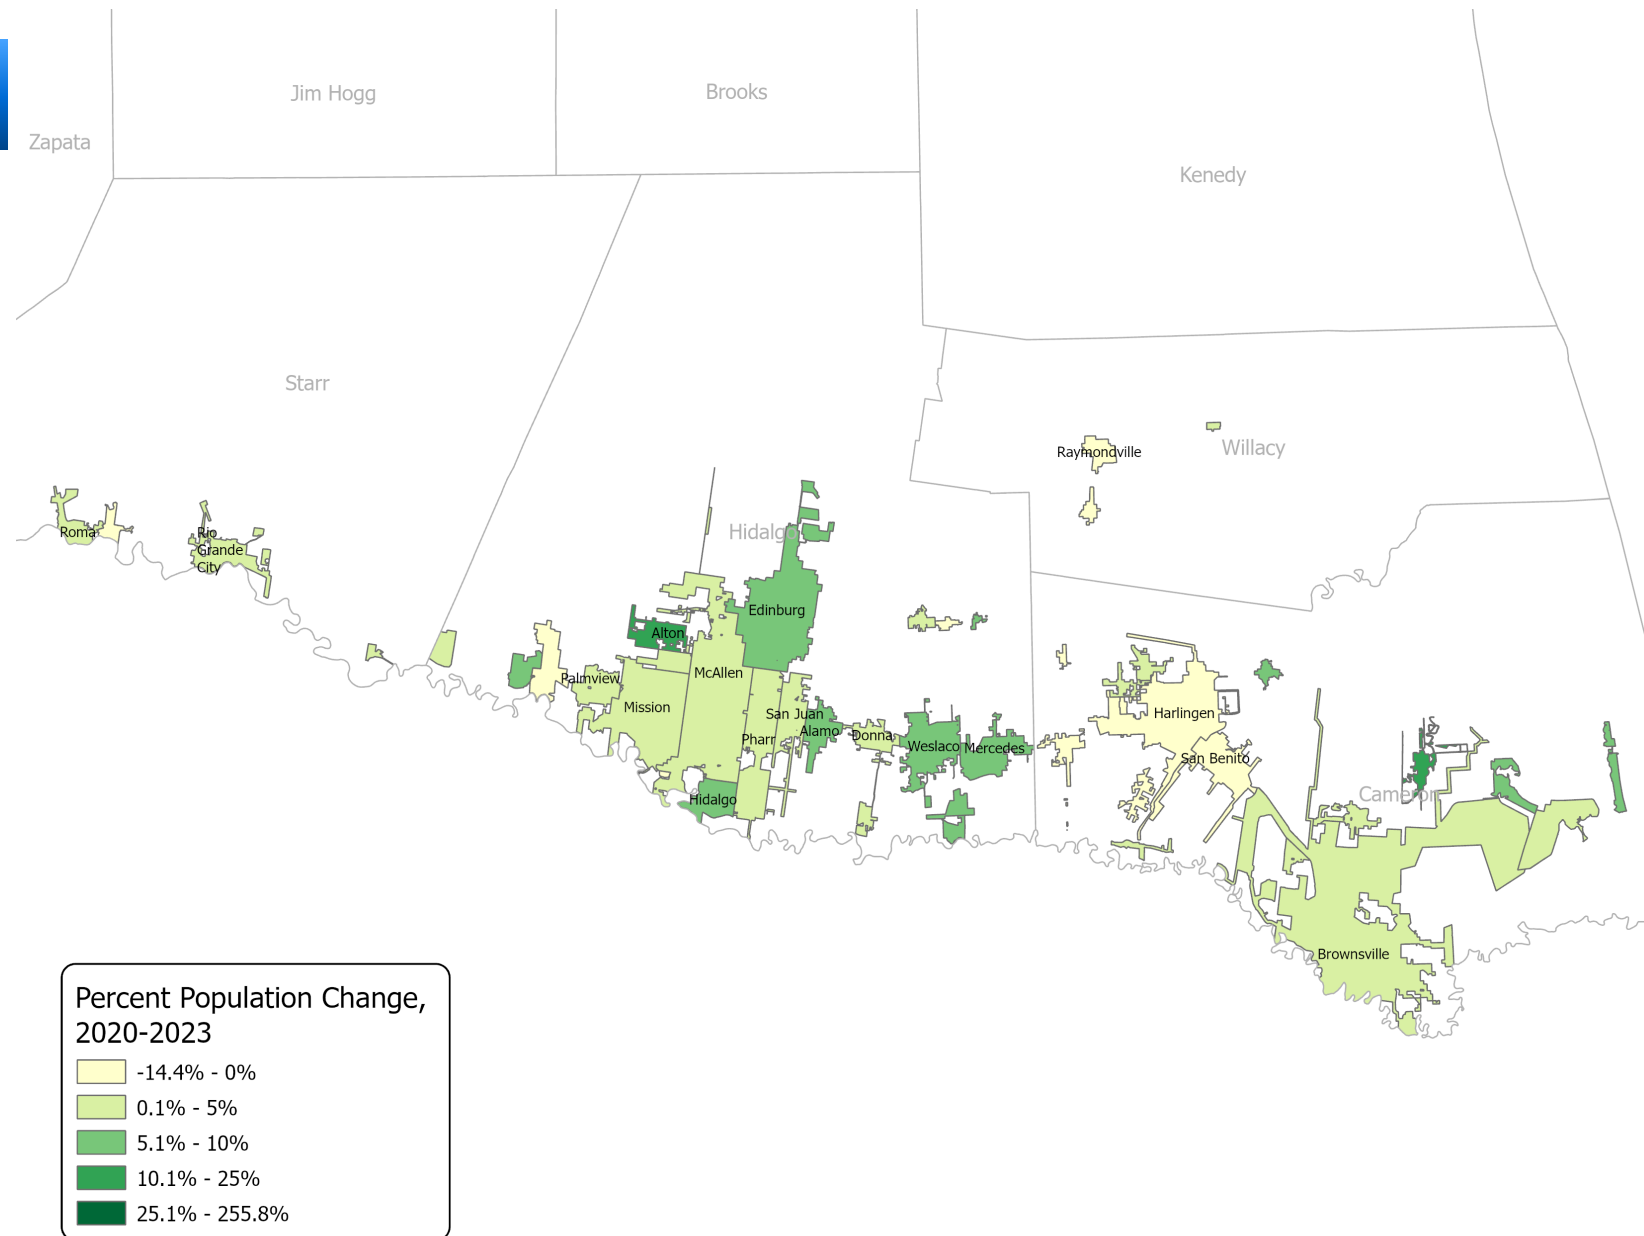 Jim Hogg
Brooks
Zapata
Kenedy
Starr
Raymondville
Willacy
Roma
Rio
Grande
City
Hidalgo
Edinburg
Alton
McAllen
Palmview
Mission
San Juan
Alamo
Pharr
Donna
Weslaco
Mercedes
Harlingen
San Benito
Hidalgo
Cameron
Brownsville
Percent Population Change,
2020-2023
-14.4% - 0%
0.1% - 5%
5.1% - 10%
10.1% - 25%
25.1% - 255.8%